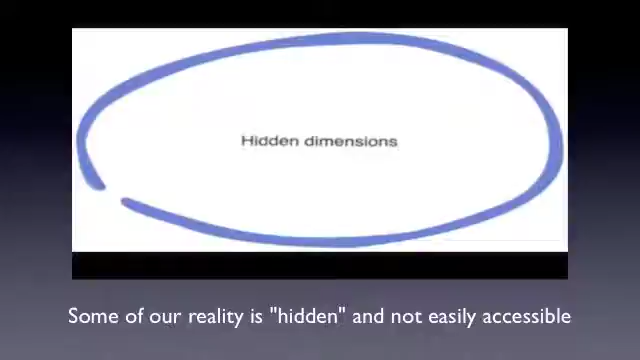 Hidden dimensions
Some of our reality is "hidden" and not easily accessible